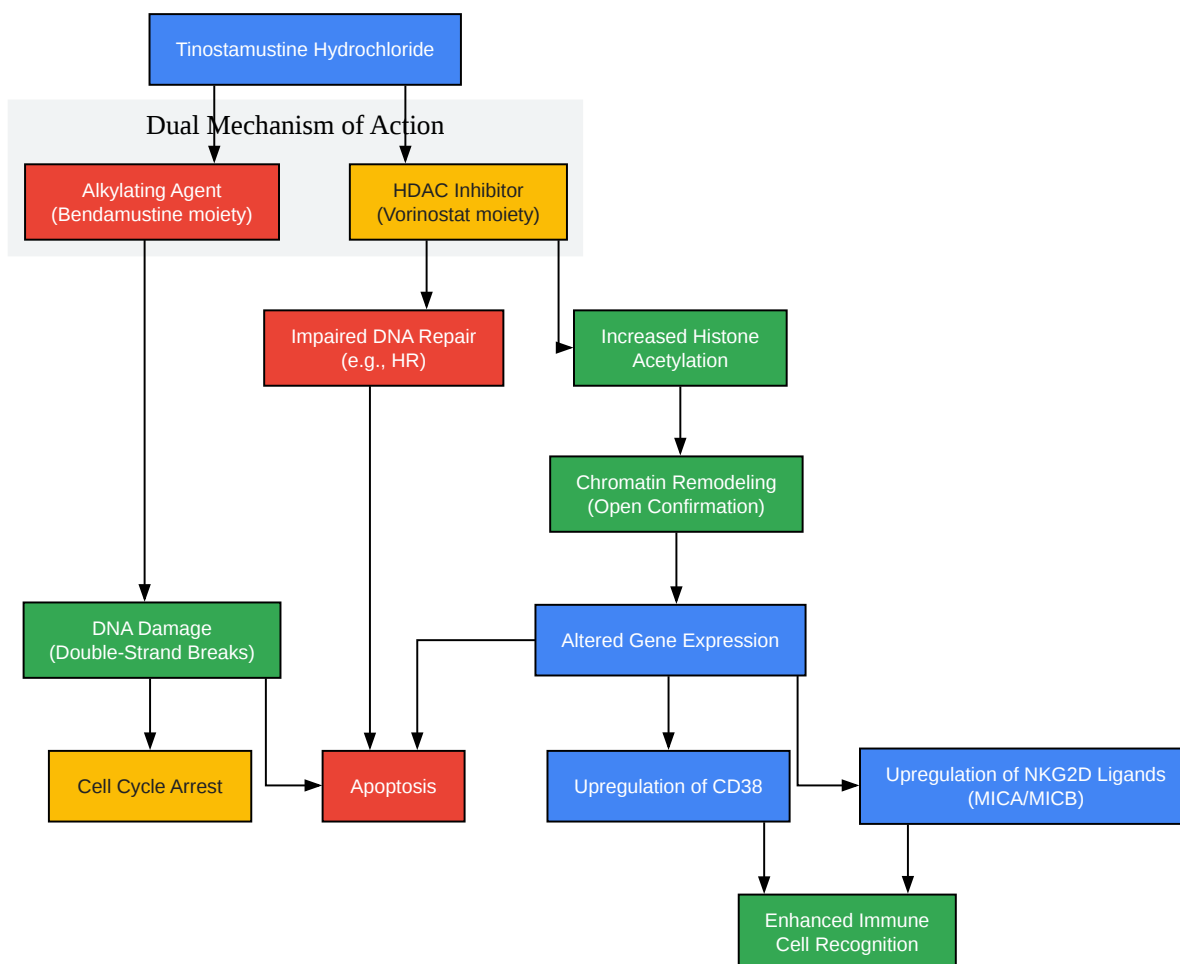 Tinostamustine Hydrochloride
Dual Mechanism of Action
Alkylating Agent
(Bendamustine moiety)
HDAC Inhibitor
(Vorinostat moiety)
Impaired DNA Repair
(e.g., HR)
Increased Histone
Acetylation
Chromatin Remodeling
(Open Confirmation)
DNA Damage
(Double-Strand Breaks)
Altered Gene Expression
Cell Cycle Arrest
Apoptosis
Upregulation of CD38
Upregulation of NKG2D Ligands
(MICA/MICB)
Enhanced Immune
Cell Recognition